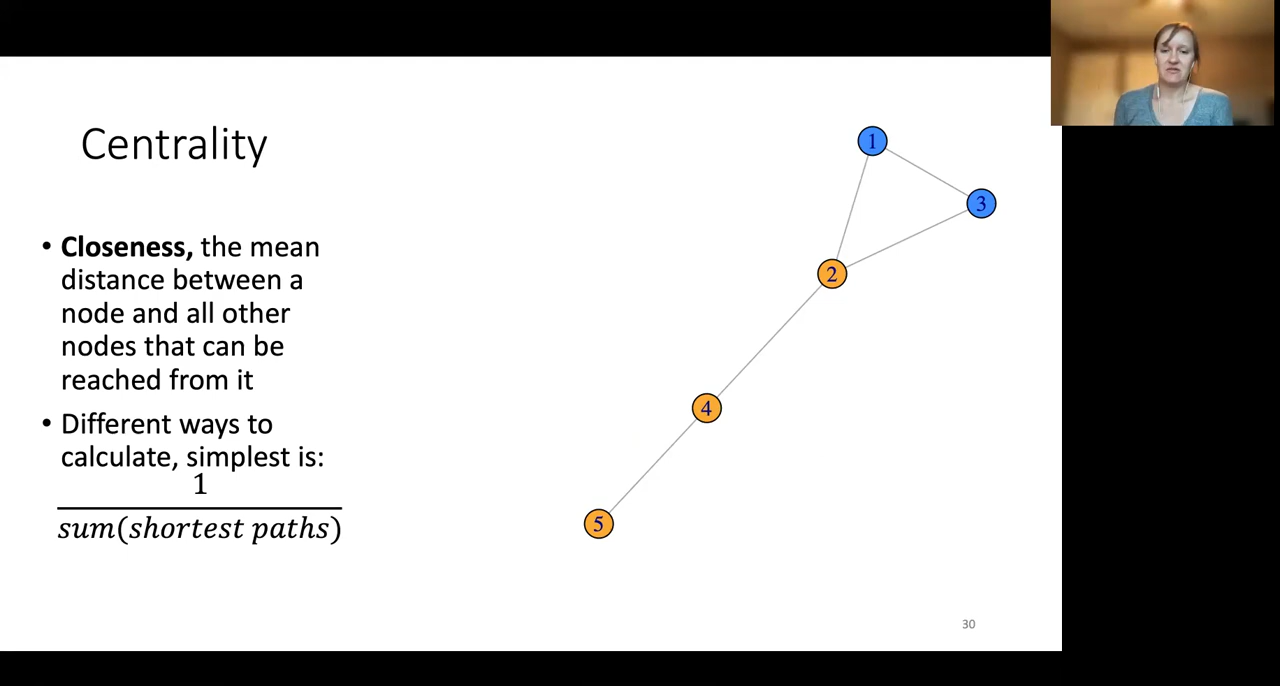 Centrality
• Closeness, the mean
distance between a
node and all other
nodes that can be
reached from it
• Different ways to
calculate, simplest is:
1
sum(shortest paths)
1
3
2
4
5
30